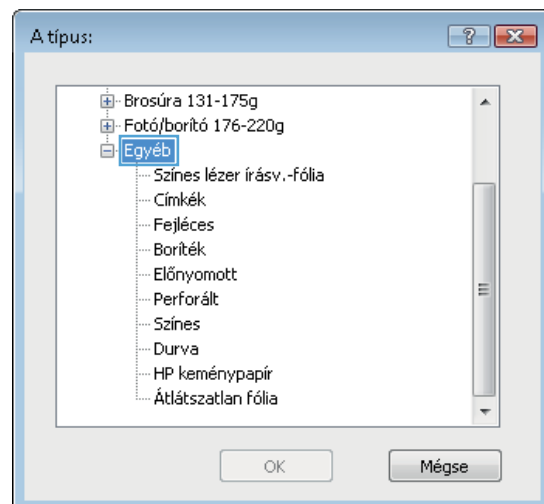 A típus:
Brosúra 131-175g
Fotó/borító 176-220g
Egyéb
Színes lézer írásv.-fólia
Címkék
Fejléces
Boríték
Előnyomott
Perforált
Színes
Durva
HP keménypapír
Átlátszatlan fólia
OK
Mégse